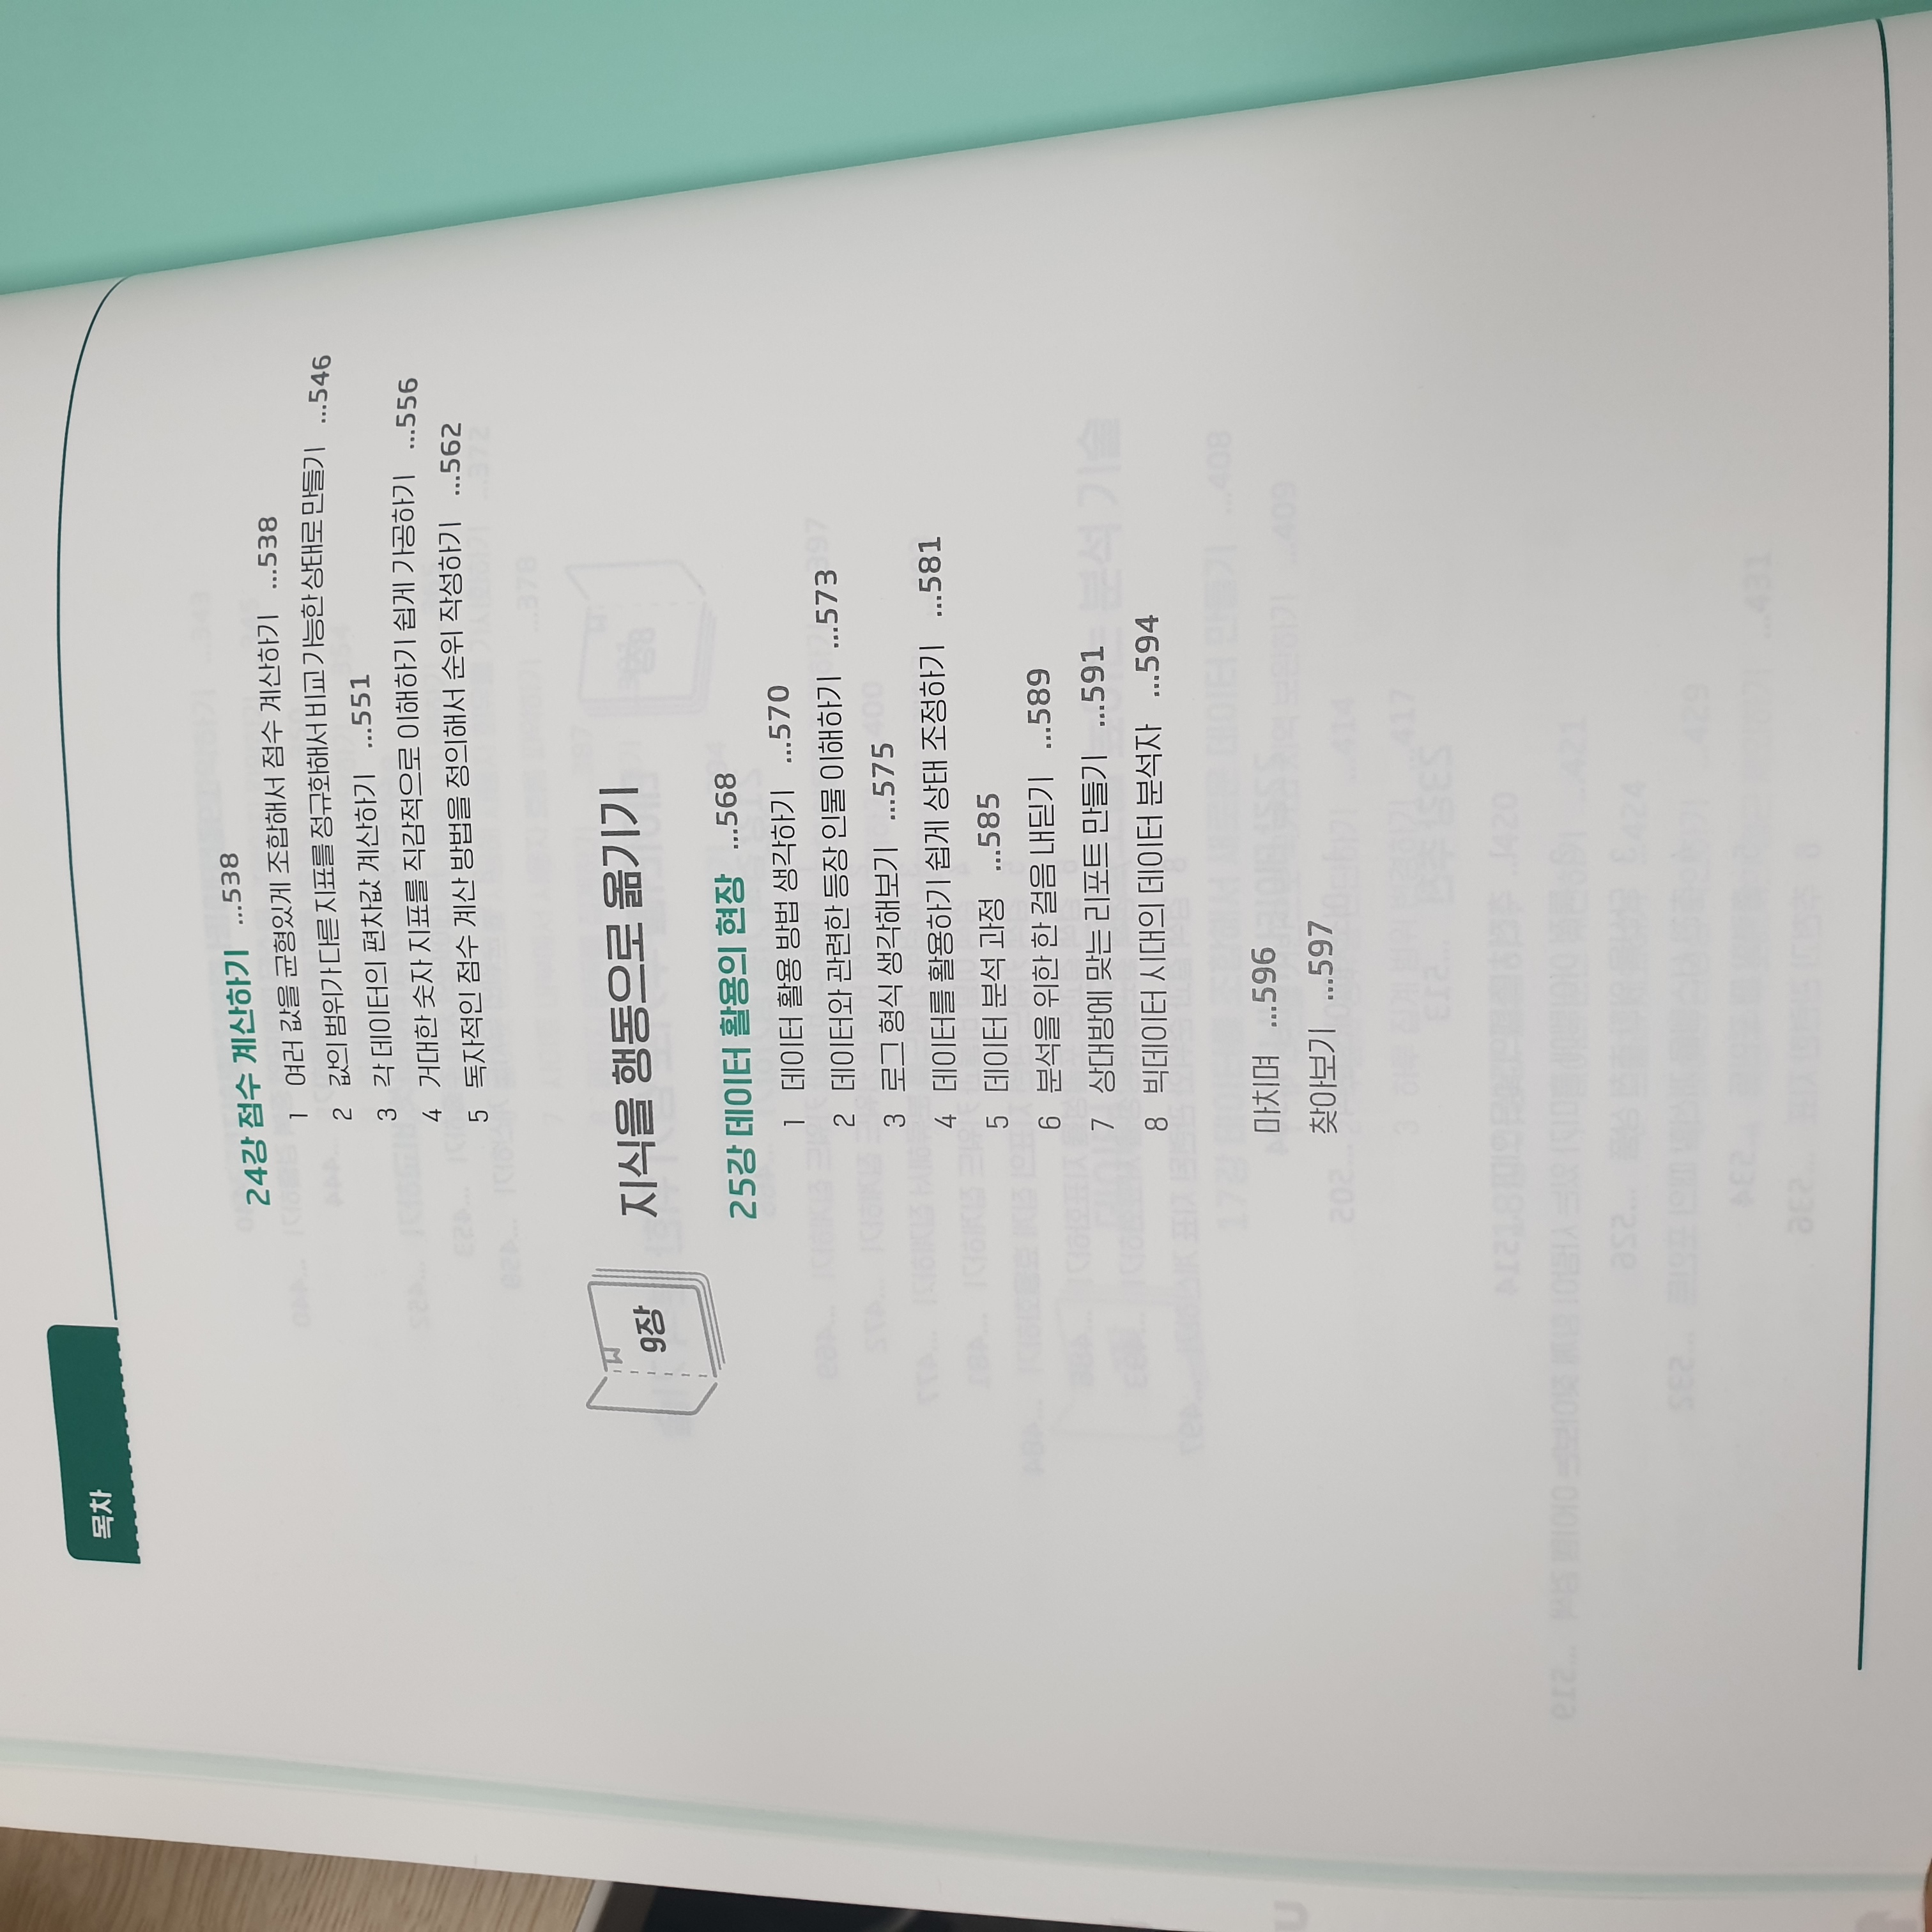 목차
24강 점수 계산하기 ...538
1 여러 값을 균형있게 조합해서 점수 계산하기 ...538
2 값의 범위가 다른 지표를 정규화해서 비교 가능한 상태로 만들기 ...546
3 각 데이터의 편차값 계산하기 ...551
4 거대한 숫자 지표를 직감적으로 이해하기 쉽게 가공하기 ...556
5 독자적인 점수 계산 방법을 정의해서 순위 작성하기 ...562
9장 지식을 행동으로 옮기기
25강 데이터 활용의 현장 ...568
1 데이터 활용 방법 생각하기 ...570
2 데이터와 관련한 등장 인물 이해하기 ...573
3 로그 형식 생각해보기 ...575
4 데이터를 활용하기 쉽게 상태 조정하기 ...581
5 데이터 분석 과정 ...585
6 분석을 위한 한 걸음 내딛기 ...589
7 상대방에 맞는 리포트 만들기 ...591
8 빅데이터 시대의 데이터 분석자 ...594
마치며 ...596
찾아보기 ...597